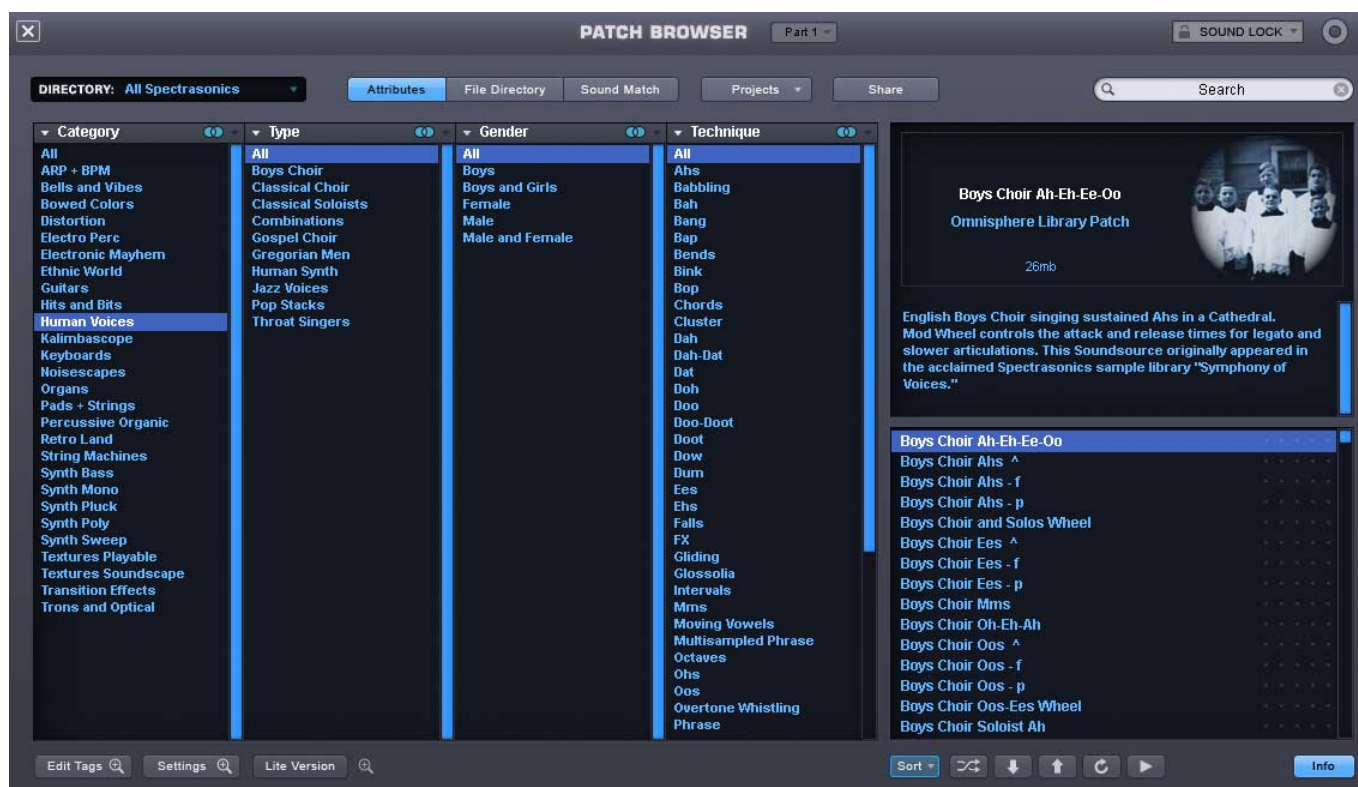 PATCH BROWSER
Part 1
SOUND LOCK
DIRECTORY: All Spectrasonics
Attributes
File Directory
Sound Match
Projects
Share
Search
Category
All
ARP + BPM
Bells and Vibes
Bowed Colors
Distortion
Electro Perc
Electronic Mayhem
Ethnic World
Guitars
Hits and Bits
Human Voices
Kalimbascope
Keyboards
Noisescapes
Organs
Pads + Strings
Percussive Organic
Retro Land
String Machines
Synth Bass
Synth Mono
Synth Pluck
Synth Poly
Synth Sweep
Textures Playable
Textures Soundscape
Transition Effects
Trons and Optical
Type
All
Boys Choir
Classical Choir
Classical Soloists
Combinations
Gospel Choir
Gregorian Men
Human Synth
Jazz Voices
Pop Stacks
Throat Singers
Gender
All
Boys
Boys and Girls
Female
Male
Male and Female
Technique
All
Ahs
Babbling
Bah
Bang
Bap
Bends
Bink
Bop
Chords
Cluster
Dah
Dah-Dat
Dat
Doh
Doo
Doo-Doot
Doot
Dow
Dum
Ees
Ehs
Falls
FX
Gliding
Glossolia
Intervals
Mms
Moving Vowels
Multisampled Phrase
Octaves
Ohs
Oos
Overtone Whistling
Phrase
Boys Choir Ah-Eh-Ee-Oo
Omnisphere Library Patch
26mb
English Boys Choir singing sustained Ahs in a Cathedral.
Mod Wheel controls the attack and release times for legato and
slower articulations. This Soundsource originally appeared in
the acclaimed Spectrasonics sample library "Symphony of
Voices."
Boys Choir Ah-Eh-Ee-Oo
Boys Choir Ahs ^
Boys Choir Ahs - f
Boys Choir Ahs - p
Boys Choir and Solos Wheel
Boys Choir Ees ^
Boys Choir Ees - f
Boys Choir Ees - p
Boys Choir Mms
Boys Choir Oh-Eh-Ah
Boys Choir Oos ^
Boys Choir Oos - f
Boys Choir Oos - p
Boys Choir Oos-Ees Wheel
Boys Choir Soloist Ah
Edit Tags
Settings
Lite Version
Sort
Info